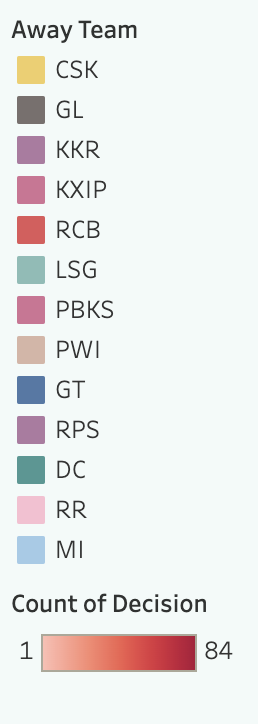 Away Team
CSK
GL
KKR
KXIP
RCB
LSG
PBKS
PWI
GT
RPS
DC
RR
MI
Count of Decision
1 84